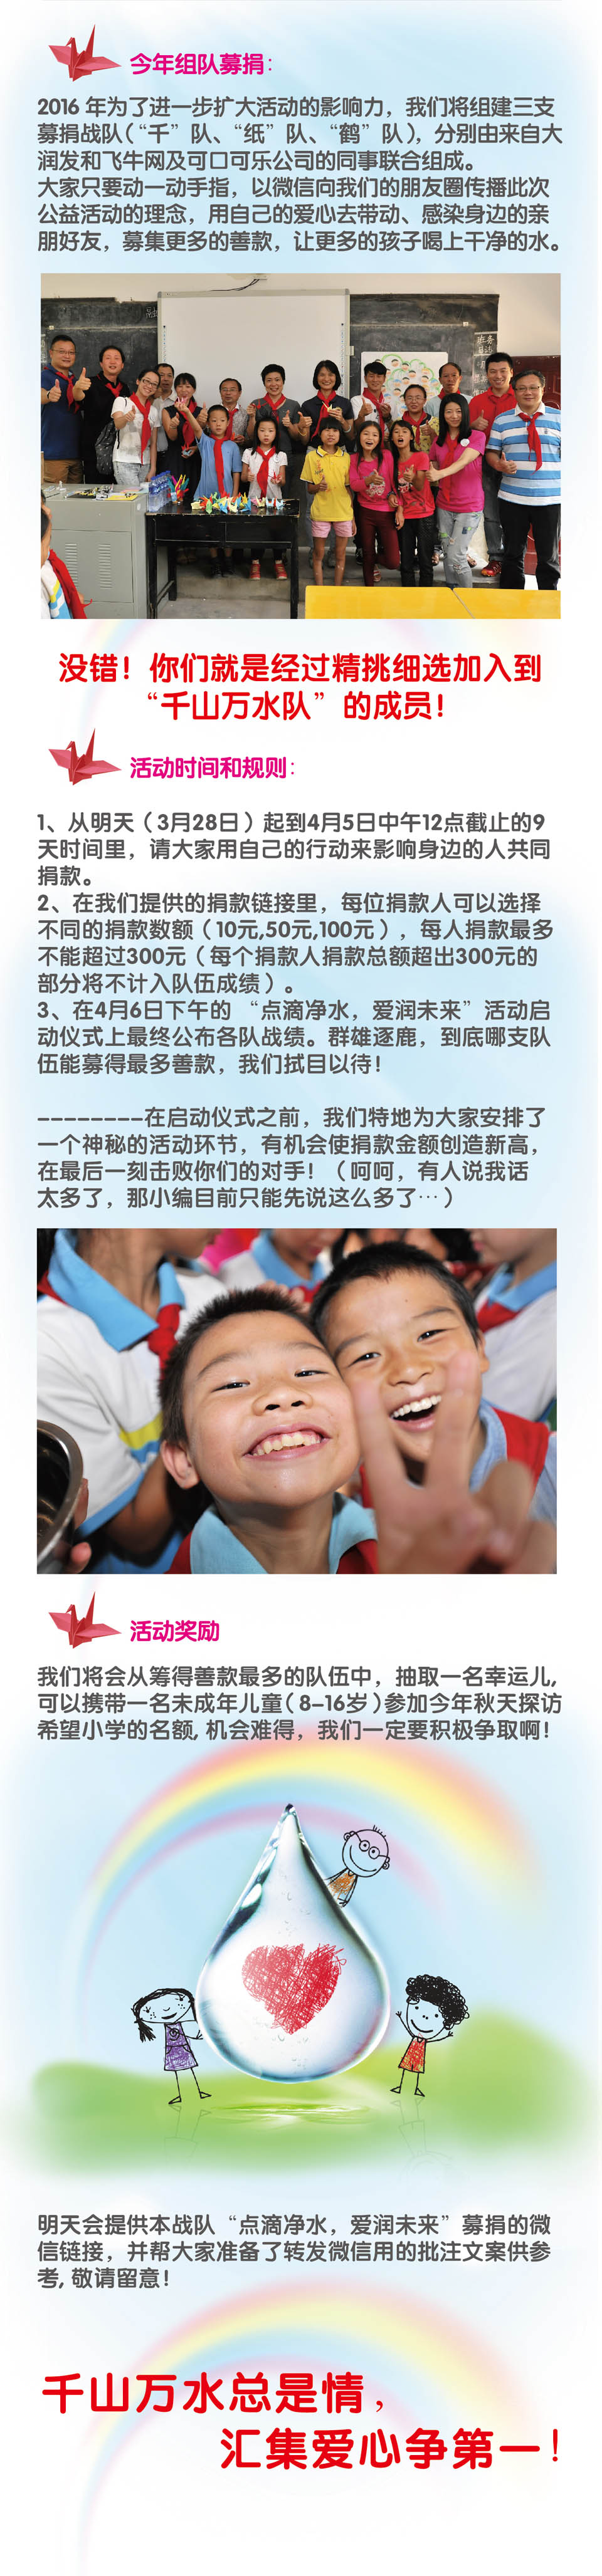 今年组队募捐：
2016 年为了进一步扩大活动的影响力，我们将组建三支
募捐战队（“千”队、“纸”队、“鹤”队），分别由来自大
润发和飞牛网及可口可乐公司的同事联合组成。
大家只要动一动手指，以微信向我们的朋友圈传播此次
公益活动的理念，用自己的爱心去带动、感染身边的亲
朋好友，募集更多的善款，让更多的孩子喝上干净的水。
没错！你们就是经过精挑细选加入到
“千山万水队”的成员！
活动时间和规则：
1、从明天（3月28日）起到4月5日中午12点截止的9
天时间里，请大家用自己的行动来影响身边的人共同
捐款。
2、在我们提供的捐款链接里，每位捐款人可以选择
不同的捐款数额（10元,50元,100元），每人捐款最多
不能超过300元（每个捐款人捐款总额超出300元的
部分将不计入队伍成绩）。
3、在4月6日下午的 “点滴净水，爱润未来”活动启
动仪式上最终公布各队战绩。群雄逐鹿，到底哪支队
伍能募得最多善款，我们拭目以待！
--------在启动仪式之前，我们特地为大家安排了
一个神秘的活动环节，有机会使捐款金额创造新高，
在最后一刻击败你们的对手！（呵呵，有人说我话
太多了，那小编目前只能先说这么多了…）
活动奖励
我们将会从筹得善款最多的队伍中，抽取一名幸运儿，
可以携带一名未成年儿童（8-16岁）参加今年秋天探访
希望小学的名额, 机会难得，我们一定要积极争取啊！
明天会提供本战队“点滴净水，爱润未来”募捐的微
信链接，并帮大家准备了转发微信用的批注文案供参
考, 敬请留意！
千山万水总是情，
汇集爱心争第一！